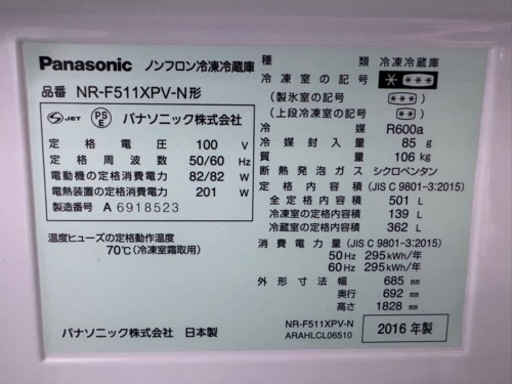 Panasonic ノンフロン冷凍冷蔵庫
品番 NR-F511XPV-N形
S JET PSE パナソニック株式会社
定格電圧 100 V
定格周波数 50/60 Hz
電動機の定格消費電力 82/82 W
電熱装置の定格消費電力 201 W
製造番号 A 6918523
温度ヒューズの定格動作温度
70℃(冷凍室霜取用)
パナソニック株式会社 日本製
種類 冷凍冷蔵庫
冷凍室の記号 * ***
(製氷室の記号 ***)
(上段冷凍室の記号 ***)
冷媒 R600a
冷媒封入量 85 g
質量 106 kg
断熱発泡ガス シクロペンタン
定格内容積 (JIS C 9801-3:2015)
全定格内容積 501 L
冷凍室の定格内容積 139 L
冷蔵室の定格内容積 362 L
消費電力量 (JIS C 9801-3:2015)
50 Hz 295 kWh/年
60 Hz 295 kWh/年
外形寸法 幅 685 mm
奥行 692 mm
高さ 1828 mm
NR-F511XPV-N
ARAHLCL06510
2016 年製